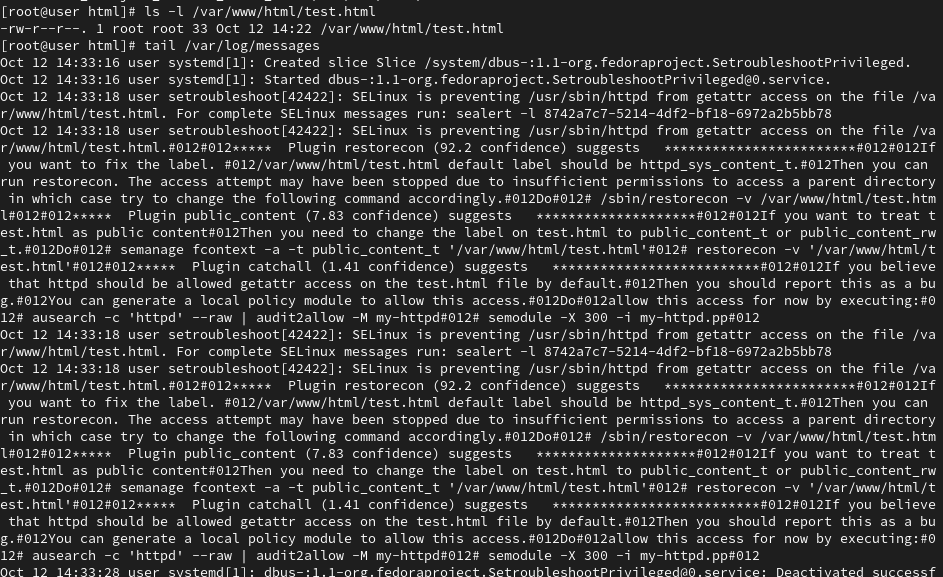 [root@user html]# ls -l /var/www/html/test.html
-rw-r--r--. 1 root root 33 Oct 12 14:22 /var/www/html/test.html
[root@user html]# tail /var/log/messages
Oct 12 14:33:16 user systemd[1]: Created slice Slice /system/dbus-:1.1-org.fedoraproject.SetroubleshootPrivileged.
Oct 12 14:33:16 user systemd[1]: Started dbus-:1.1-org.fedoraproject.SetroubleshootPrivileged@0.service.
Oct 12 14:33:18 user setroubleshoot[42422]: SELinux is preventing /usr/sbin/httpd from getattr access on the file /va
r/www/html/test.html. For complete SELinux messages run: sealert -l 8742a7c7-5214-4df2-bf18-6972a2b5bb78
Oct 12 14:33:18 user setroubleshoot[42422]: SELinux is preventing /usr/sbin/httpd from getattr access on the file /va
r/www/html/test.html.#012#012*****  Plugin restorecon (92.2 confidence) suggests   ************************#012#012If
you want to fix the label. #012/var/www/html/test.html default label should be httpd_sys_content_t.#012Then you can
run restorecon. The access attempt may have been stopped due to insufficient permissions to access a parent directory
 in which case try to change the following command accordingly.#012Do#012# /sbin/restorecon -v /var/www/html/test.htm
l#012#012*****  Plugin public_content (7.83 confidence) suggests   ********************#012#012If you want to treat t
est.html as public content#012Then you need to change the label on test.html to public_content_t or public_content_rw
_t.#012Do#012# semanage fcontext -a -t public_content_t '/var/www/html/test.html'#012# restorecon -v '/var/www/html/t
est.html'#012#012*****  Plugin catchall (1.41 confidence) suggests   **************************#012#012If you believe
 that httpd should be allowed getattr access on the test.html file by default.#012Then you should report this as a bu
g.#012You can generate a local policy module to allow this access.#012Do#012allow this access for now by executing:#0
12# ausearch -c 'httpd' --raw | audit2allow -M my-httpd#012# semodule -X 300 -i my-httpd.pp#012
Oct 12 14:33:18 user setroubleshoot[42422]: SELinux is preventing /usr/sbin/httpd from getattr access on the file /va
r/www/html/test.html. For complete SELinux messages run: sealert -l 8742a7c7-5214-4df2-bf18-6972a2b5bb78
Oct 12 14:33:18 user setroubleshoot[42422]: SELinux is preventing /usr/sbin/httpd from getattr access on the file /va
r/www/html/test.html.#012#012*****  Plugin restorecon (92.2 confidence) suggests   ************************#012#012If
you want to fix the label. #012/var/www/html/test.html default label should be httpd_sys_content_t.#012Then you can
run restorecon. The access attempt may have been stopped due to insufficient permissions to access a parent directory
 in which case try to change the following command accordingly.#012Do#012# /sbin/restorecon -v /var/www/html/test.htm
l#012#012*****  Plugin public_content (7.83 confidence) suggests   ********************#012#012If you want to treat t
est.html as public content#012Then you need to change the label on test.html to public_content_t or public_content_rw
_t.#012Do#012# semanage fcontext -a -t public_content_t '/var/www/html/test.html'#012# restorecon -v '/var/www/html/t
est.html'#012#012*****  Plugin catchall (1.41 confidence) suggests   **************************#012#012If you believe
 that httpd should be allowed getattr access on the test.html file by default.#012Then you should report this as a bu
g.#012You can generate a local policy module to allow this access.#012Do#012allow this access for now by executing:#0
12# ausearch -c 'httpd' --raw | audit2allow -M my-httpd#012# semodule -X 300 -i my-httpd.pp#012
Oct 12 14:33:28 user systemd[1]: dbus-:1.1-org.fedoraproject.SetroubleshootPrivileged@0.service: Deactivated successf